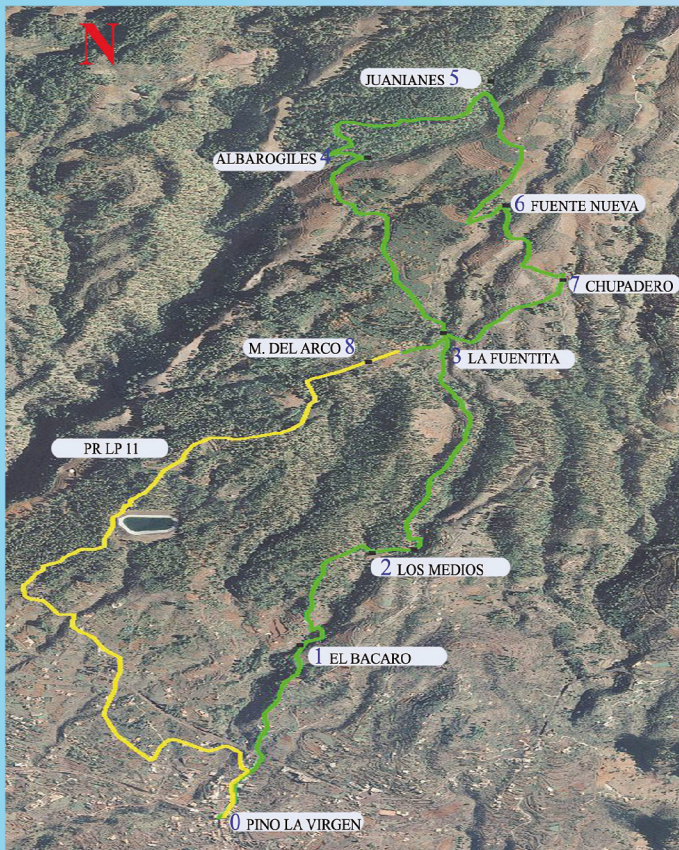 N
JUANIANES 5
ALBAROGILES 4
6 FUENTE NUEVA
7 CHUPADERO
M. DEL ARCO 8
3 LA FUENTITA
PR LP 11
2 LOS MEDIOS
1 EL BACARO
0 PINO LA VIRGEN